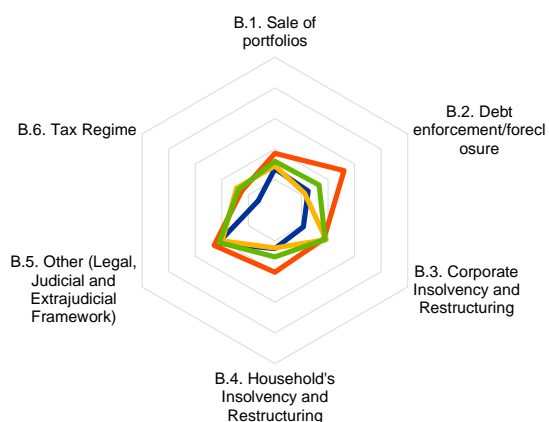 B.1. Sale of
portfolios
B.2. Debt
enforcement/forecl
osure
B.3. Corporate
Insolvency and
Restructuring
B.4. Household's
Insolvency and
Restructuring
B.5. Other (Legal,
Judicial and
Extrajudicial
Framework)
B.6. Tax Regime